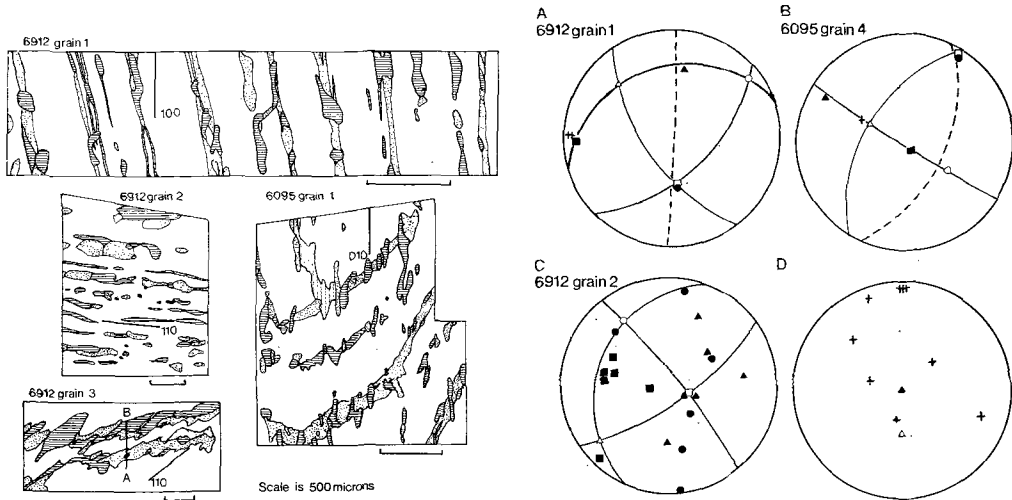 6912 grain 1
100
6912 grain 2
110
6912 grain 3
B
A
110
6095 grain 1
010
Scale is 500 microns
A
6912 grain 1
B
6095 grain 4
C
6912 grain 2
D